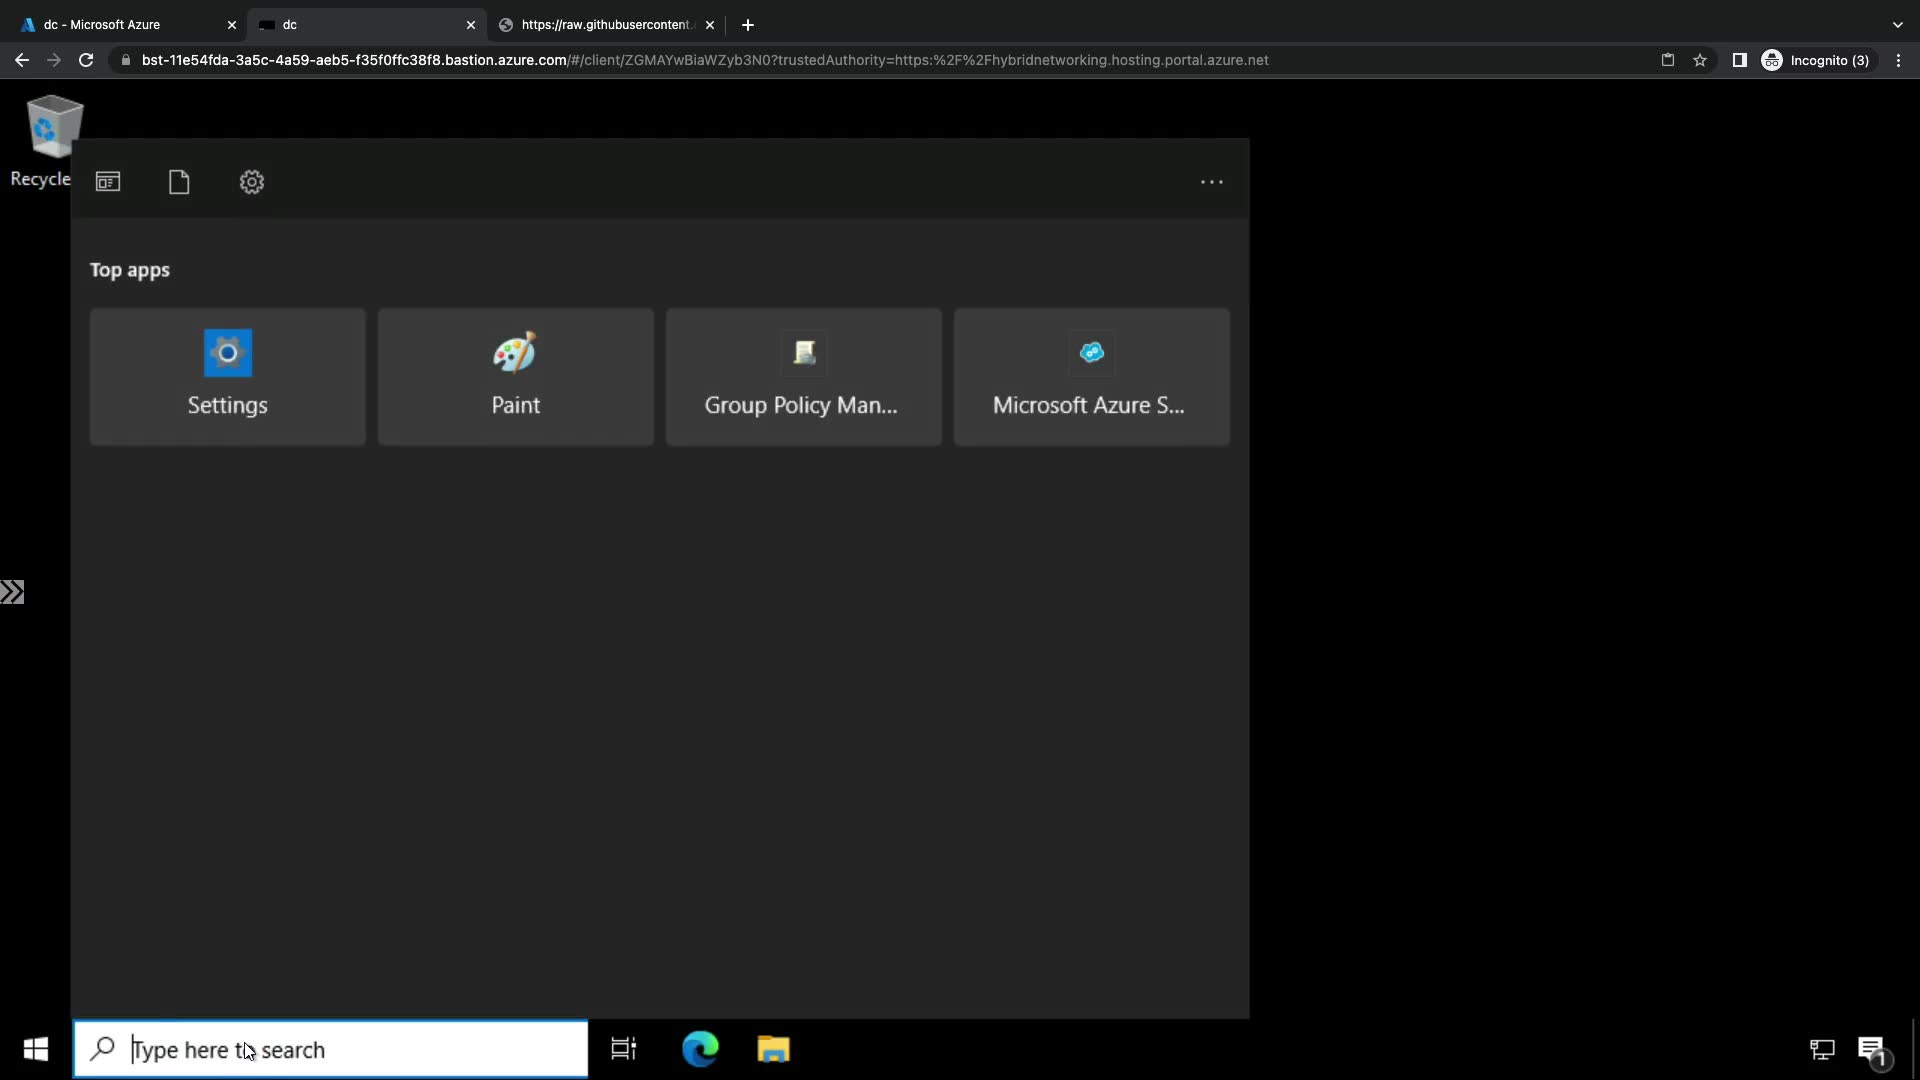 dc - Microsoft Azure
dc
https://raw.githubusercontent.
bst-11e54fda-3a5c-4a59-aeb5-f35f0ffc38f8.bastion.azure.com/#/client/ZGMAYwBiaWZyb3N0?trustedAuthority=https:%2F%2Fhybridnetworking.hosting.portal.azure.net
Incognito (3)
Recycle
Top apps
Settings
Paint
Group Policy Man...
Microsoft Azure S...
Type here to search
1